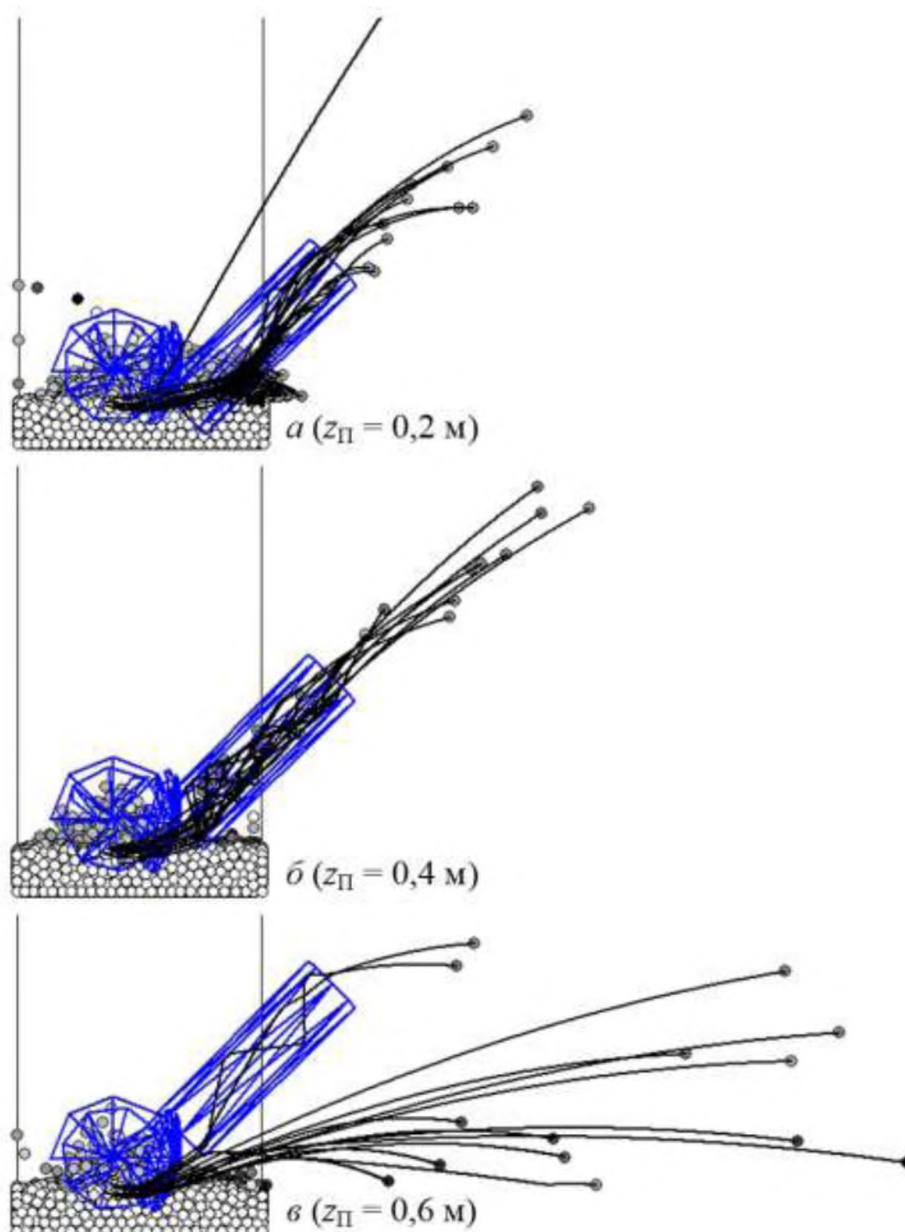 а (zП = 0,2 м)
б (zП = 0,4 м)
в (zП = 0,6 м)